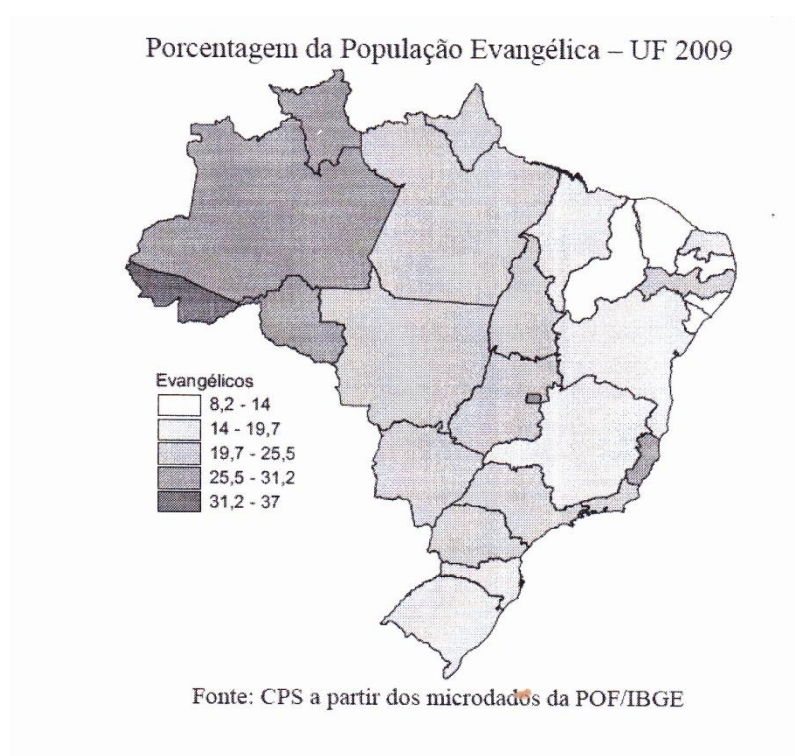 Porcentagem da População Evangélica – UF 2009
Evangélicos
8,2 - 14
14 - 19,7
19,7 - 25,5
25,5 - 31,2
31,2 - 37
Fonte: CPS a partir dos microdados da POF/IBGE